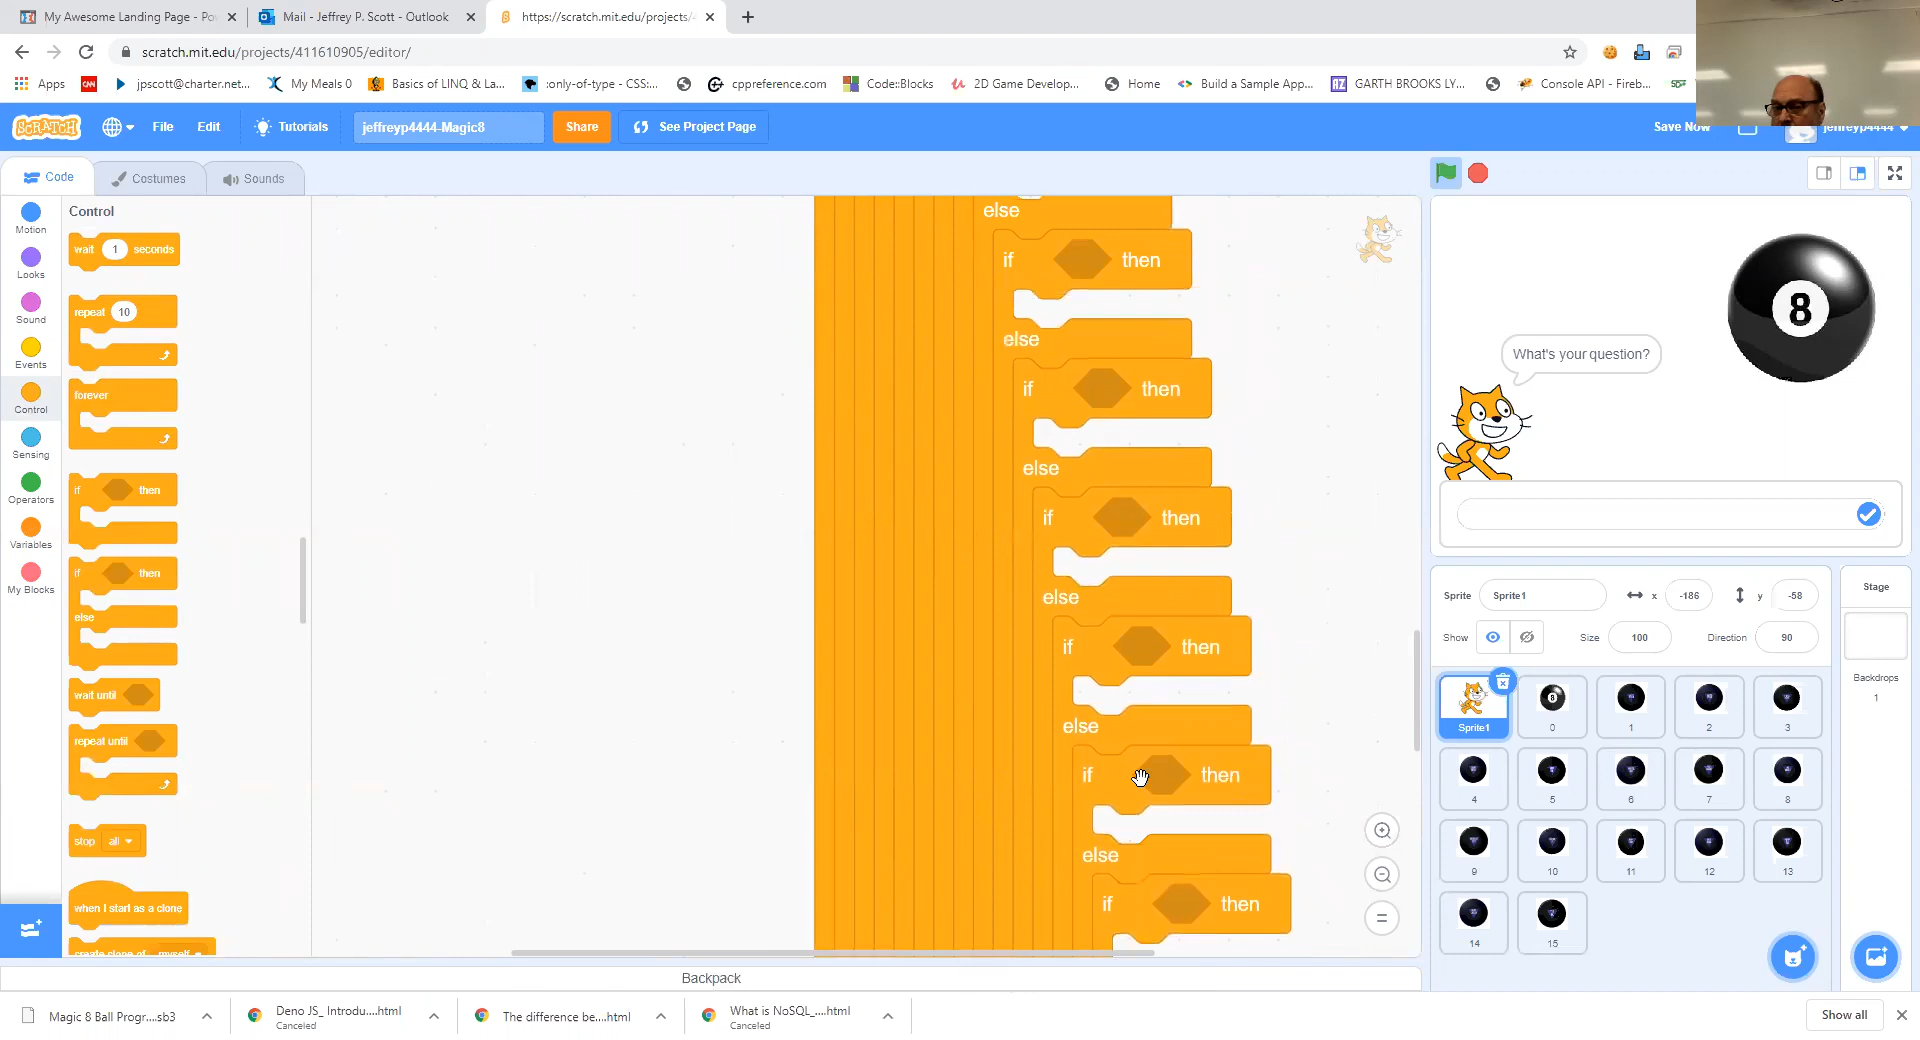 My Awesome Landing Page - Po
Mail - Jeffrey P. Scott - Outlook
https://scratch.mit.edu/projects/4
scratch.mit.edu/projects/411610905/editor/
Apps
CNN
jpscott@charter.net...
My Meals 0
Basics of LINQ & La...
:only-of-type - CSS:...
cppreference.com
Code::Blocks
2D Game Develop...
Home
Build a Sample App...
GARTH BROOKS LY...
Console API - Fireb...
SCRATCH
File
Edit
Tutorials
jeffreyp4444-Magic8
Share
See Project Page
Save Now
jeffreyp4444
Code
Costumes
Sounds
Motion
Looks
Sound
Events
Control
Sensing
Operators
Variables
My Blocks
Control
wait 1 seconds
repeat 10
forever
if then
if then
else
wait until
repeat until
stop all
when I start as a clone
create clone of myself
else
if then
else
if then
else
if then
else
if then
else
if then
else
if then
8
What's your question?
Sprite
Sprite1
x
-186
y
-58
Show
Size
100
Direction
90
Sprite1
0
1
2
3
4
5
6
7
8
9
10
11
12
13
14
15
Stage
Backdrops
1
Backpack
Magic 8 Ball Progr....sb3
Deno JS_ Introdu....html
Canceled
The difference be....html
What is NoSQL_....html
Canceled
Show all